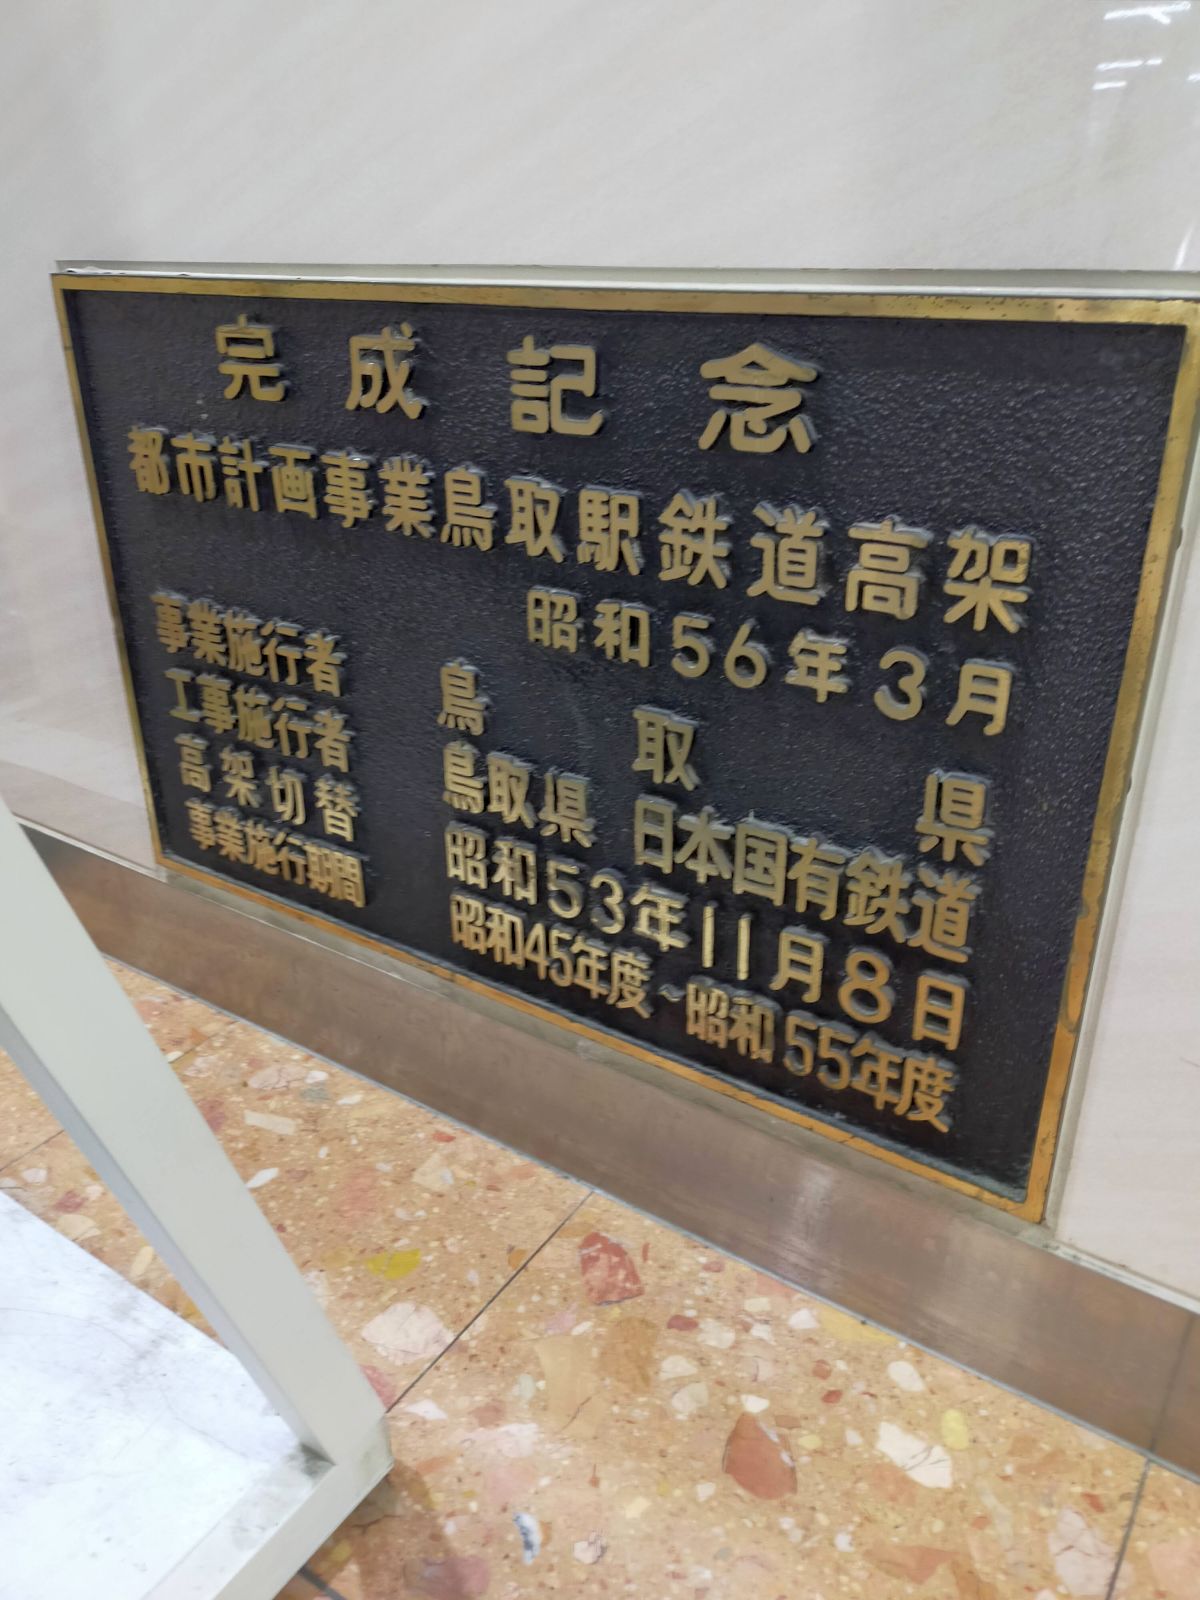 完成記念
都市計画事業鳥取駅鉄道高架
昭和56年3月
事業施行者 鳥取県
工事施行者 鳥取県 日本国有鉄道
高架切替 昭和53年11月8日
事業施行期間 昭和45年度~昭和55年度